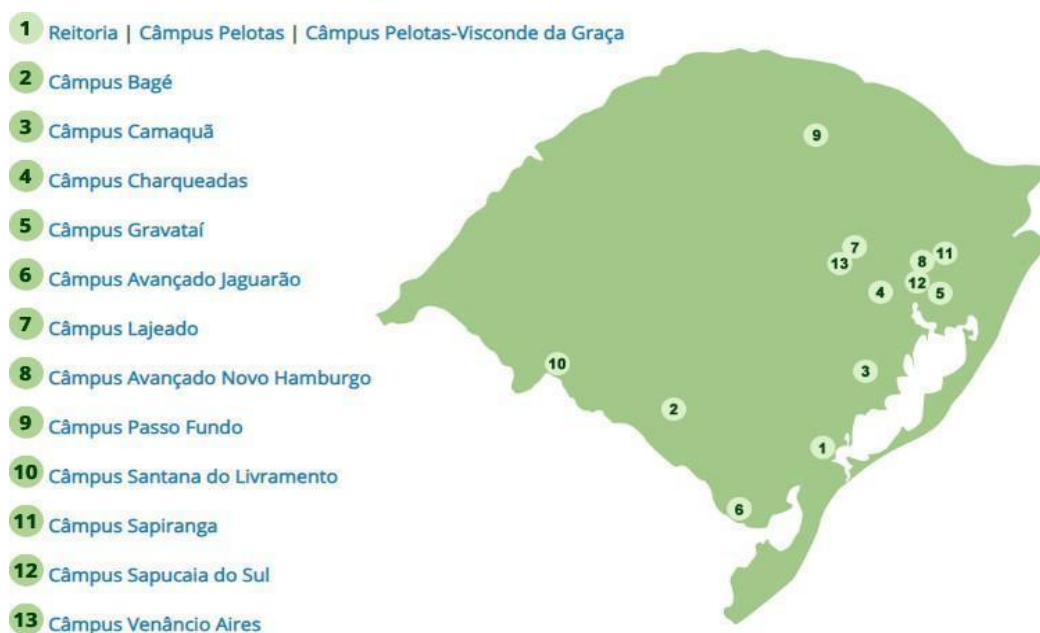 1 Reitoria | Câmpus Pelotas | Câmpus Pelotas-Visconde da Graça
2 Câmpus Bagé
3 Câmpus Camaquã
4 Câmpus Charqueadas
5 Câmpus Gravataí
6 Câmpus Avançado Jaguarão
7 Câmpus Lajeado
8 Câmpus Avançado Novo Hamburgo
9 Câmpus Passo Fundo
10 Câmpus Santana do Livramento
11 Câmpus Sapiranga
12 Câmpus Sapucaia do Sul
13 Câmpus Venâncio Aires
9
7
11
8
13
12
4
5
10
3
2
1
6